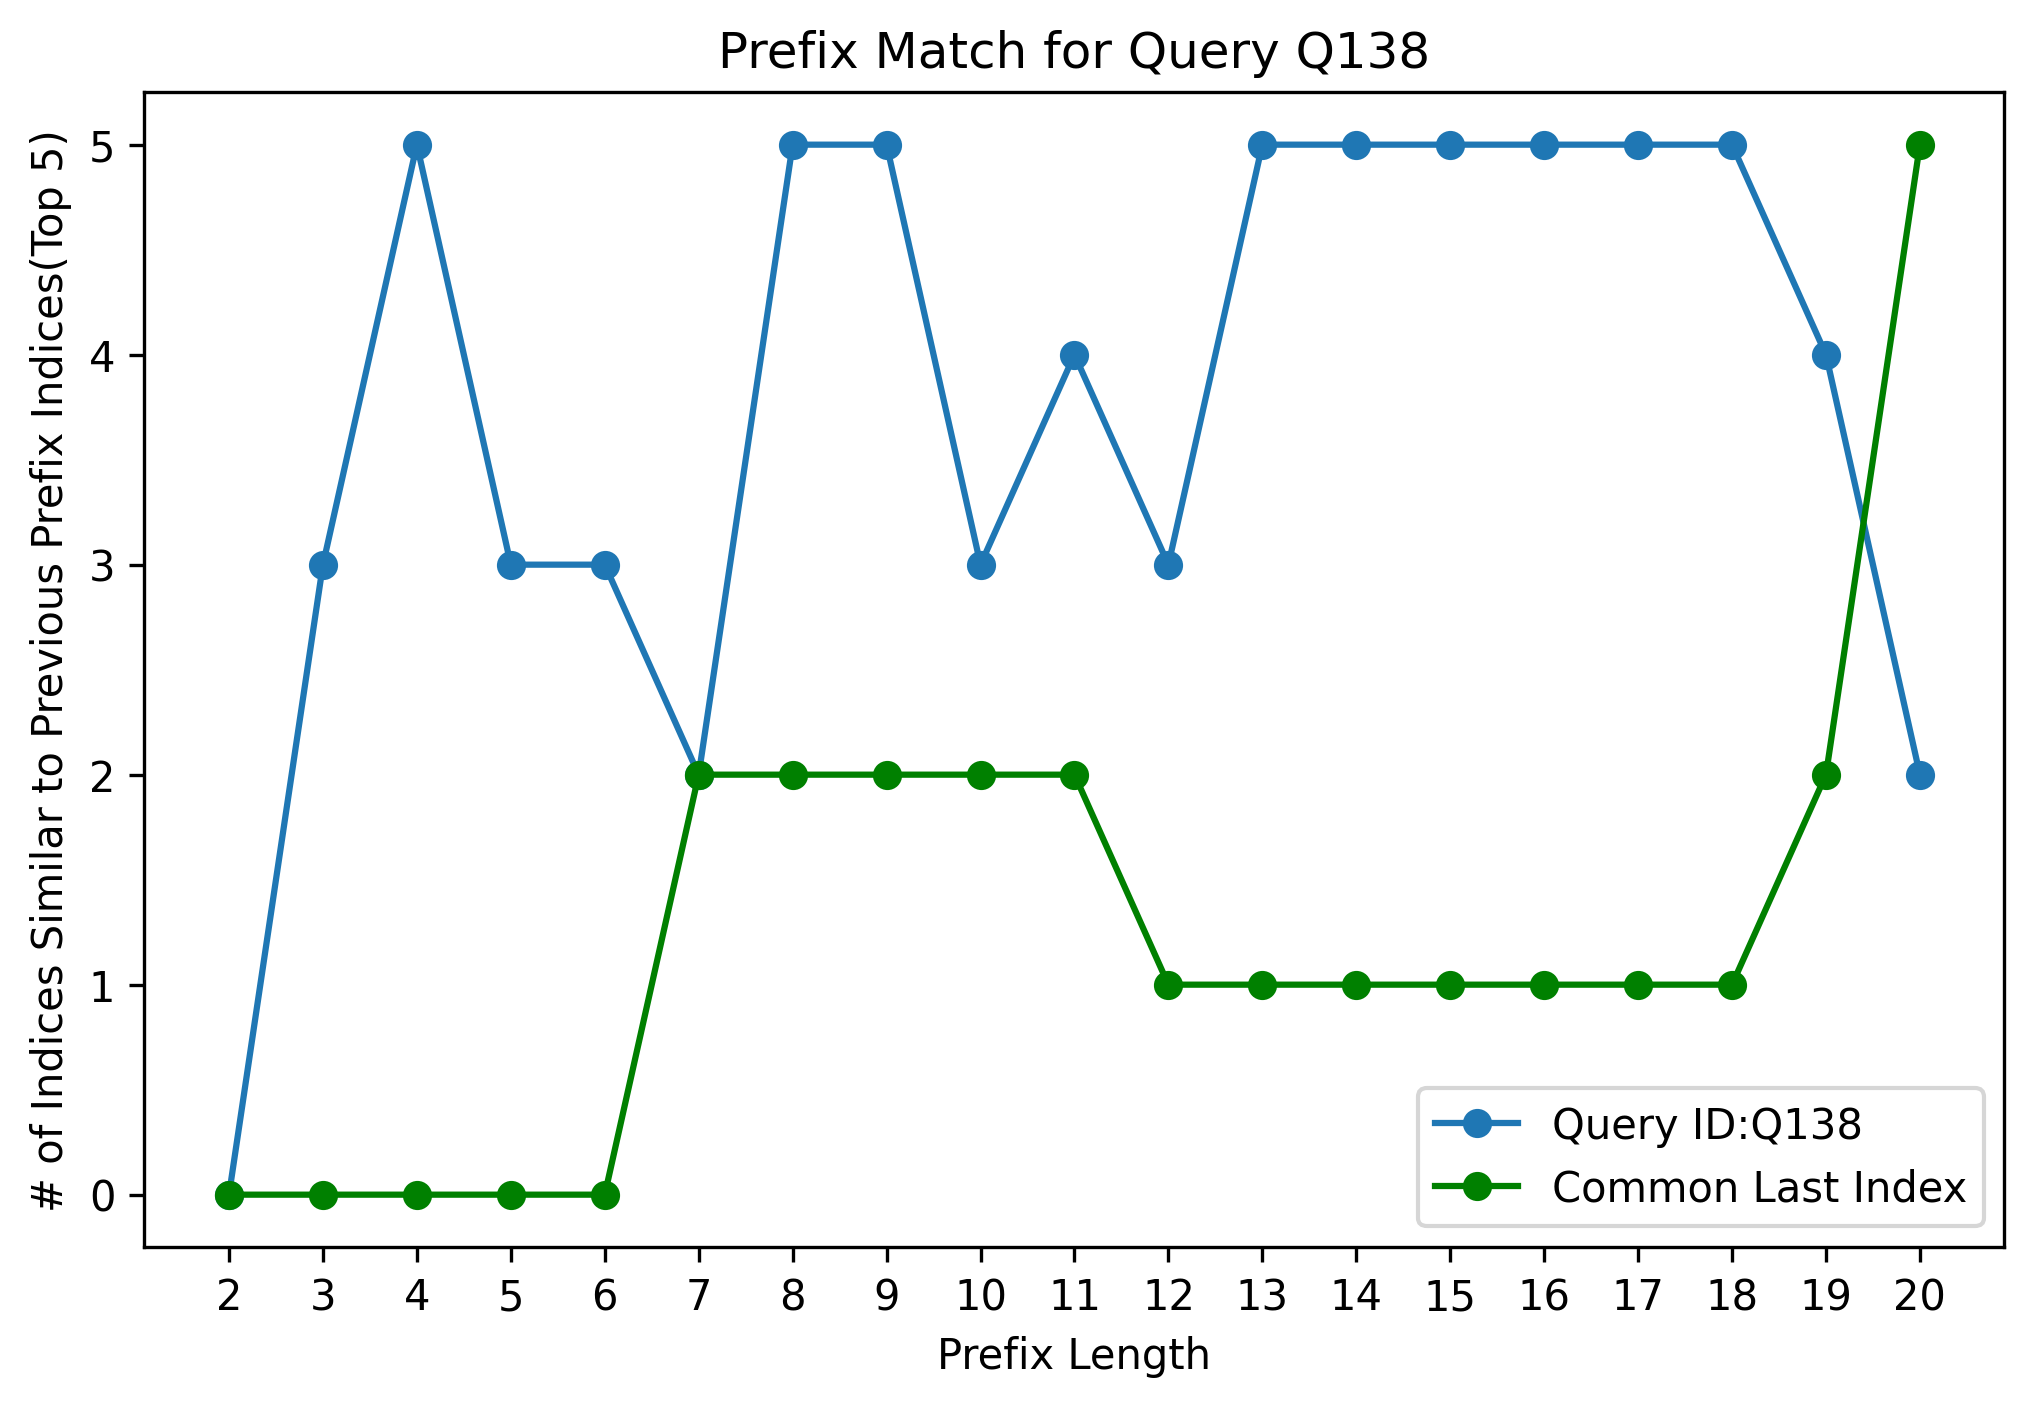 Prefix Match for Query Q138
# of Indices Similar to Previous Prefix Indices(Top 5)
5
4
3
2
1
0
2 3 4 5 6 7 8 9 10 11 12 13 14 15 16 17 18 19 20
Prefix Length
Query ID:Q138
Common Last Index